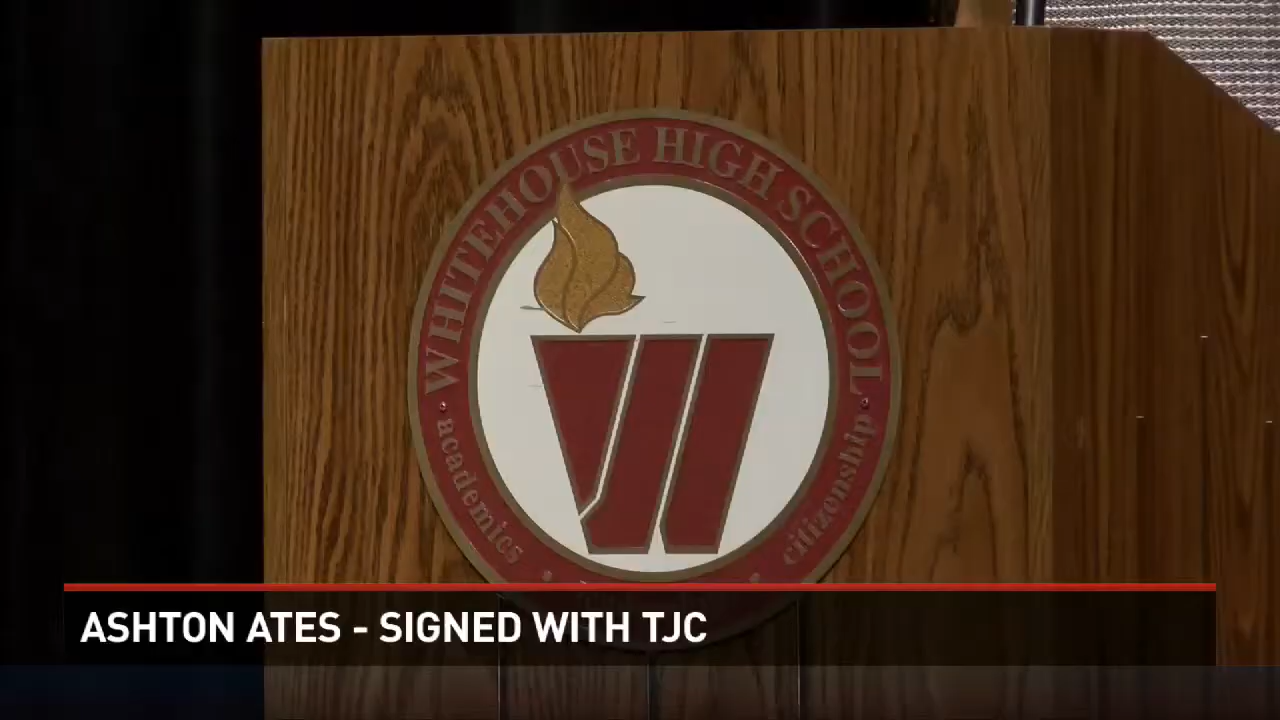 WHITEHOUSE HIGH SCHOOL
academics
citizenship
ASHTON ATES - SIGNED WITH TJC